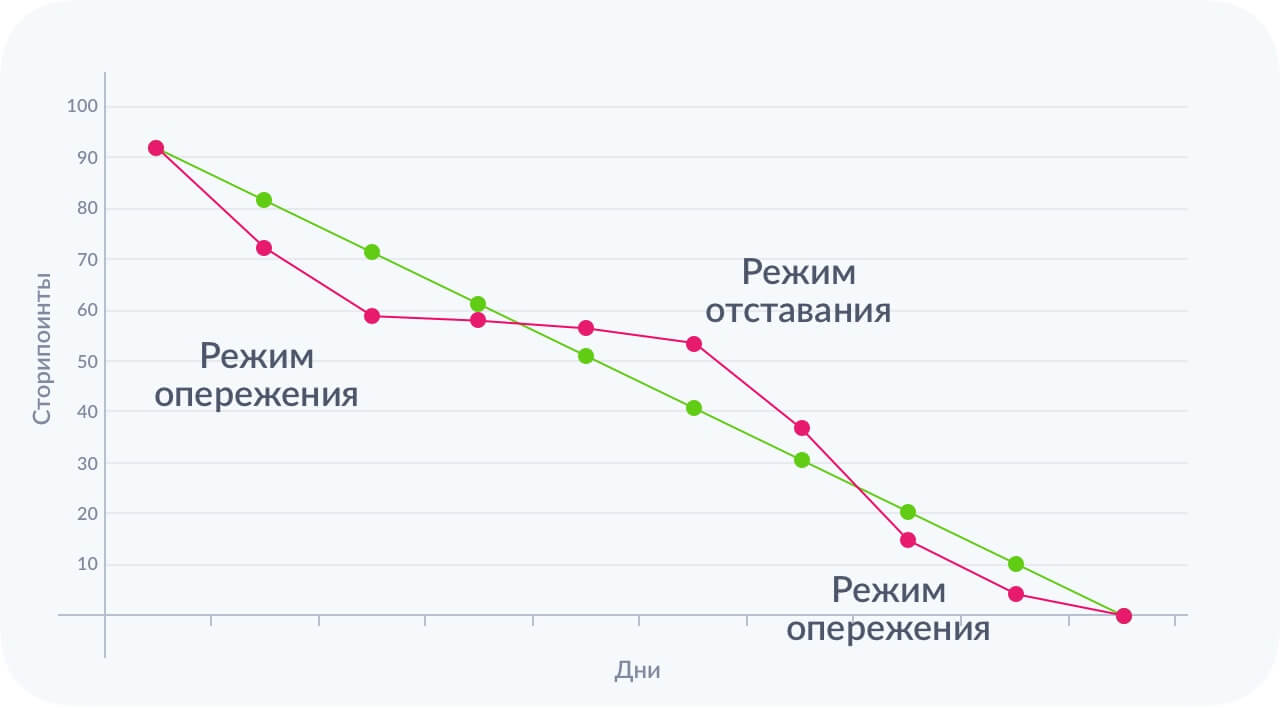 100
90
80
70
60
50
40
30
20
10
Сторипоинты
Режим
опережения
Режим
отставания
Режим
опережения
Дни